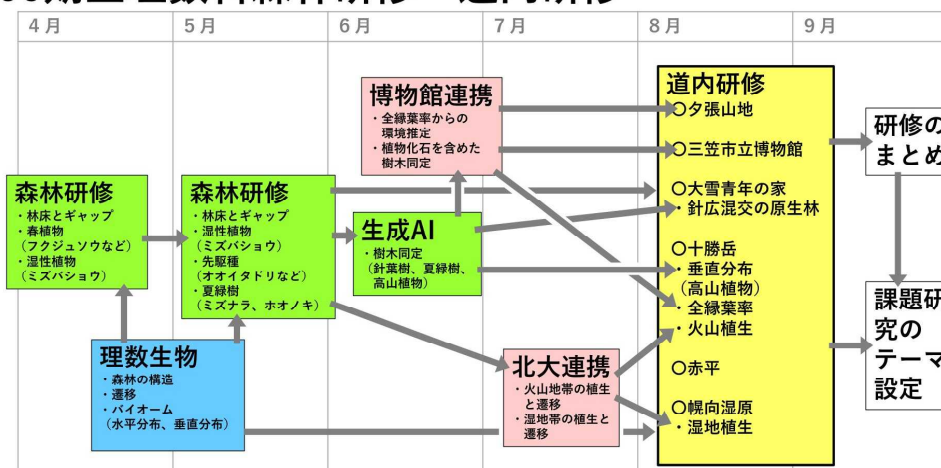 4月
5月
6月
7月
8月
9月
博物館連携
・全縁葉率からの
環境推定
・植物化石を含めた
樹木同定
森林研修
・林床とギャップ
・春植物
（フクジュソウなど）
・湿性植物
（ミズバショウ）
森林研修
・林床とギャップ
・湿性植物
（ミズバショウ）
・先駆種
（オオイタドリなど）
・夏緑樹
（ミズナラ、ホオノキ）
生成AI
・樹木同定
（針葉樹、夏緑樹、
高山植物）
理数生物
・森林の構造
・遷移
・バイオーム
（水平分布、垂直分布）
北大連携
・火山地帯の植生
と遷移
・湿地帯の植生と
遷移
道内研修
〇夕張山地
〇三笠市立博物館
〇大雪青年の家
・針広混交の原生林
〇十勝岳
・垂直分布
（高山植物）
・全縁葉率
・火山植生
〇赤平
〇幌向湿原
・湿地植生
研修の
まとめ
課題研
究の
テーマ
設定